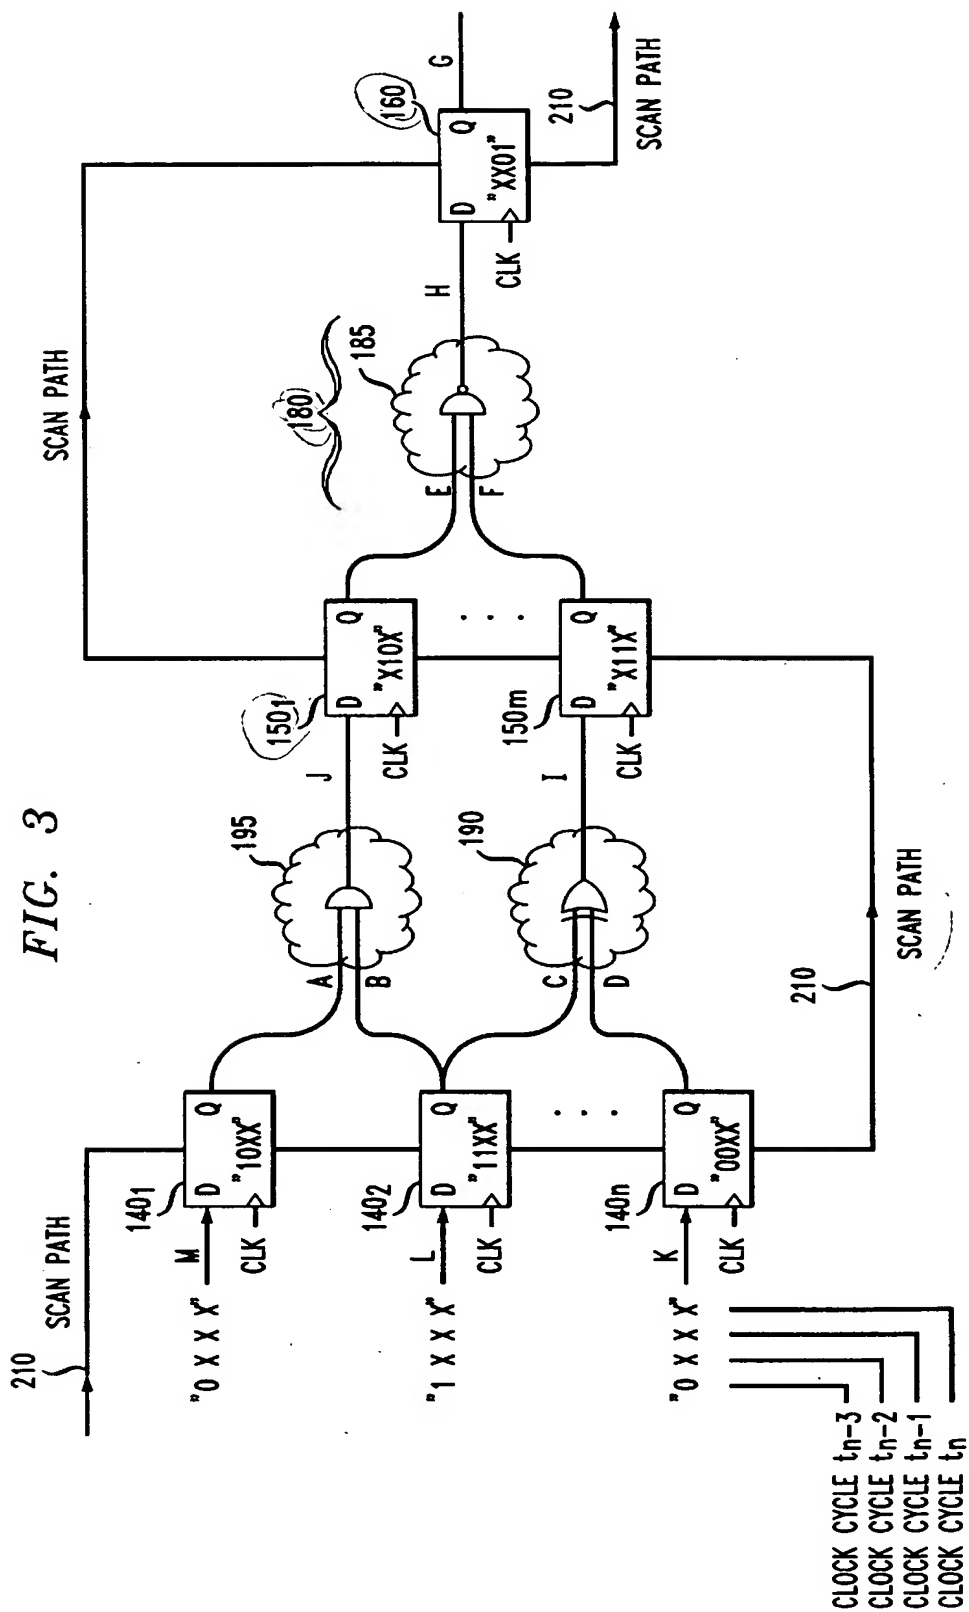 FIG. 3
210
SCAN PATH
SCAN PATH
"0 X X X"
M
140₁
D
Q
"10XX"
CLK
A
B
195
J
150₁
D
Q
"X10X"
CLK
180
E
F
185
H
160
D
Q
"XX01"
CLK
G
210
SCAN PATH
"1 X X X"
L
140₂
D
Q
"11XX"
CLK
C
D
190
I
150m
D
Q
"X11X"
CLK
. . .
"0 X X X"
K
140n
D
Q
"00XX"
CLK
. . .
210
SCAN PATH
CLOCK CYCLE tn-3
CLOCK CYCLE tn-2
CLOCK CYCLE tn-1
CLOCK CYCLE tn